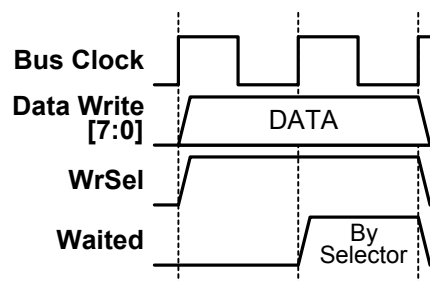 Bus Clock
Data Write
[7:0]
DATA
WrSel
Waited
By
Selector